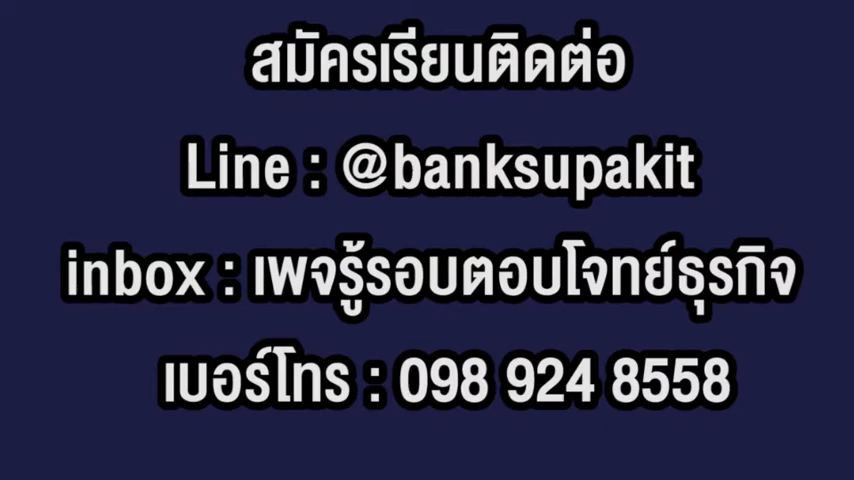 สมัครเรียนติดต่อ
Line : @banksupakit
inbox : เพจรู้รอบตอบโจทย์ธุรกิจ
เบอร์โทร : 098 924 8558